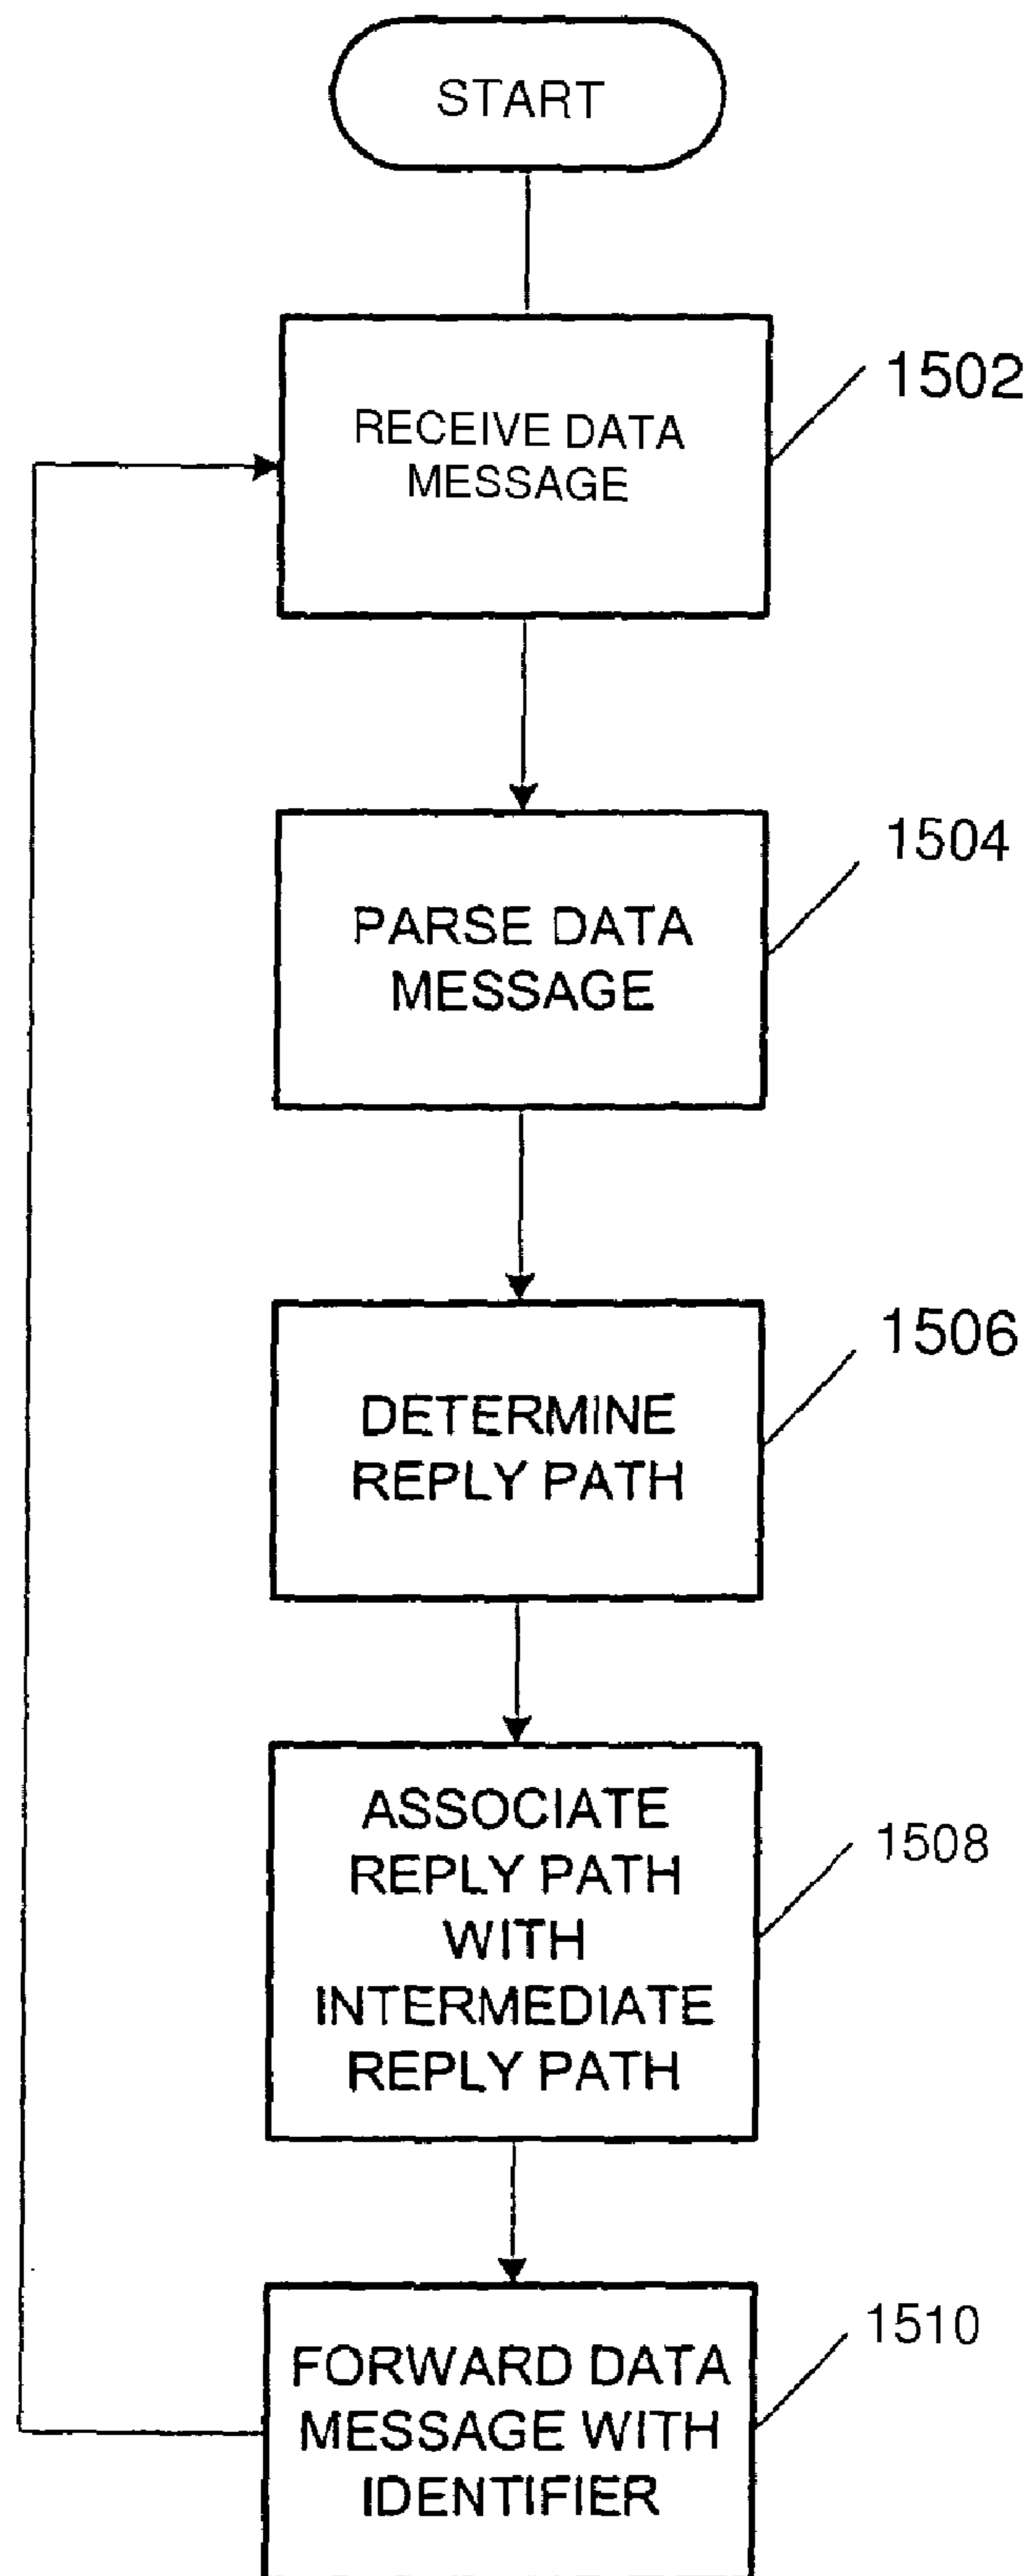 START
RECEIVE DATA
MESSAGE
1502
PARSE DATA
MESSAGE
1504
DETERMINE
REPLY PATH
1506
ASSOCIATE
REPLY PATH
WITH
INTERMEDIATE
REPLY PATH
1508
FORWARD DATA
MESSAGE WITH
IDENTIFIER
1510